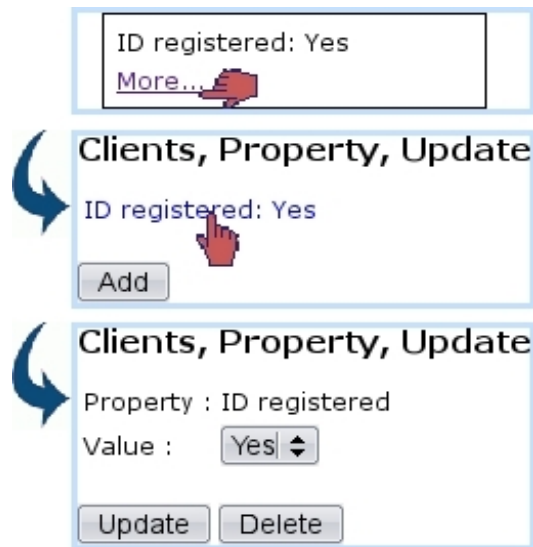 ID registered: Yes
More...
Clients, Property, Update
ID registered: Yes
Add
Clients, Property, Update
Property : ID registered
Value : Yes
Update Delete